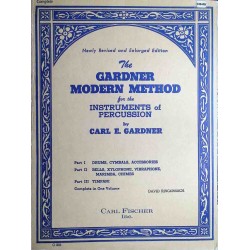 Complete
Newly Revised and Enlarged Edition
The
GARDNER
MODERN METHOD
for the
INSTRUMENTS of
PERCUSSION
by
CARL E. GARDNER
Part I DRUMS, CYMBALS, ACCESSORIES
Part II BELLS, XYLOPHONE, VIBRAPHONE,
MARIMBA, CHIMES
Part III TIMPANI
Complete in One Volume
CARL FISCHER
INC.